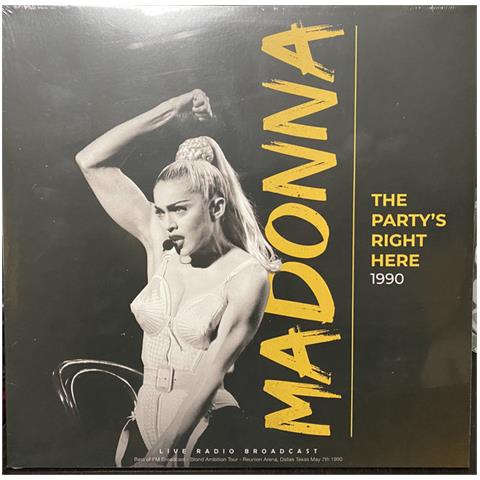 MADONNA
THE
PARTY'S
RIGHT
HERE
1990
LIVE RADIO BROADCAST
Best of FM Broadcast - Blond Ambition Tour - Reunion Arena, Dallas Texas May 7th 1990